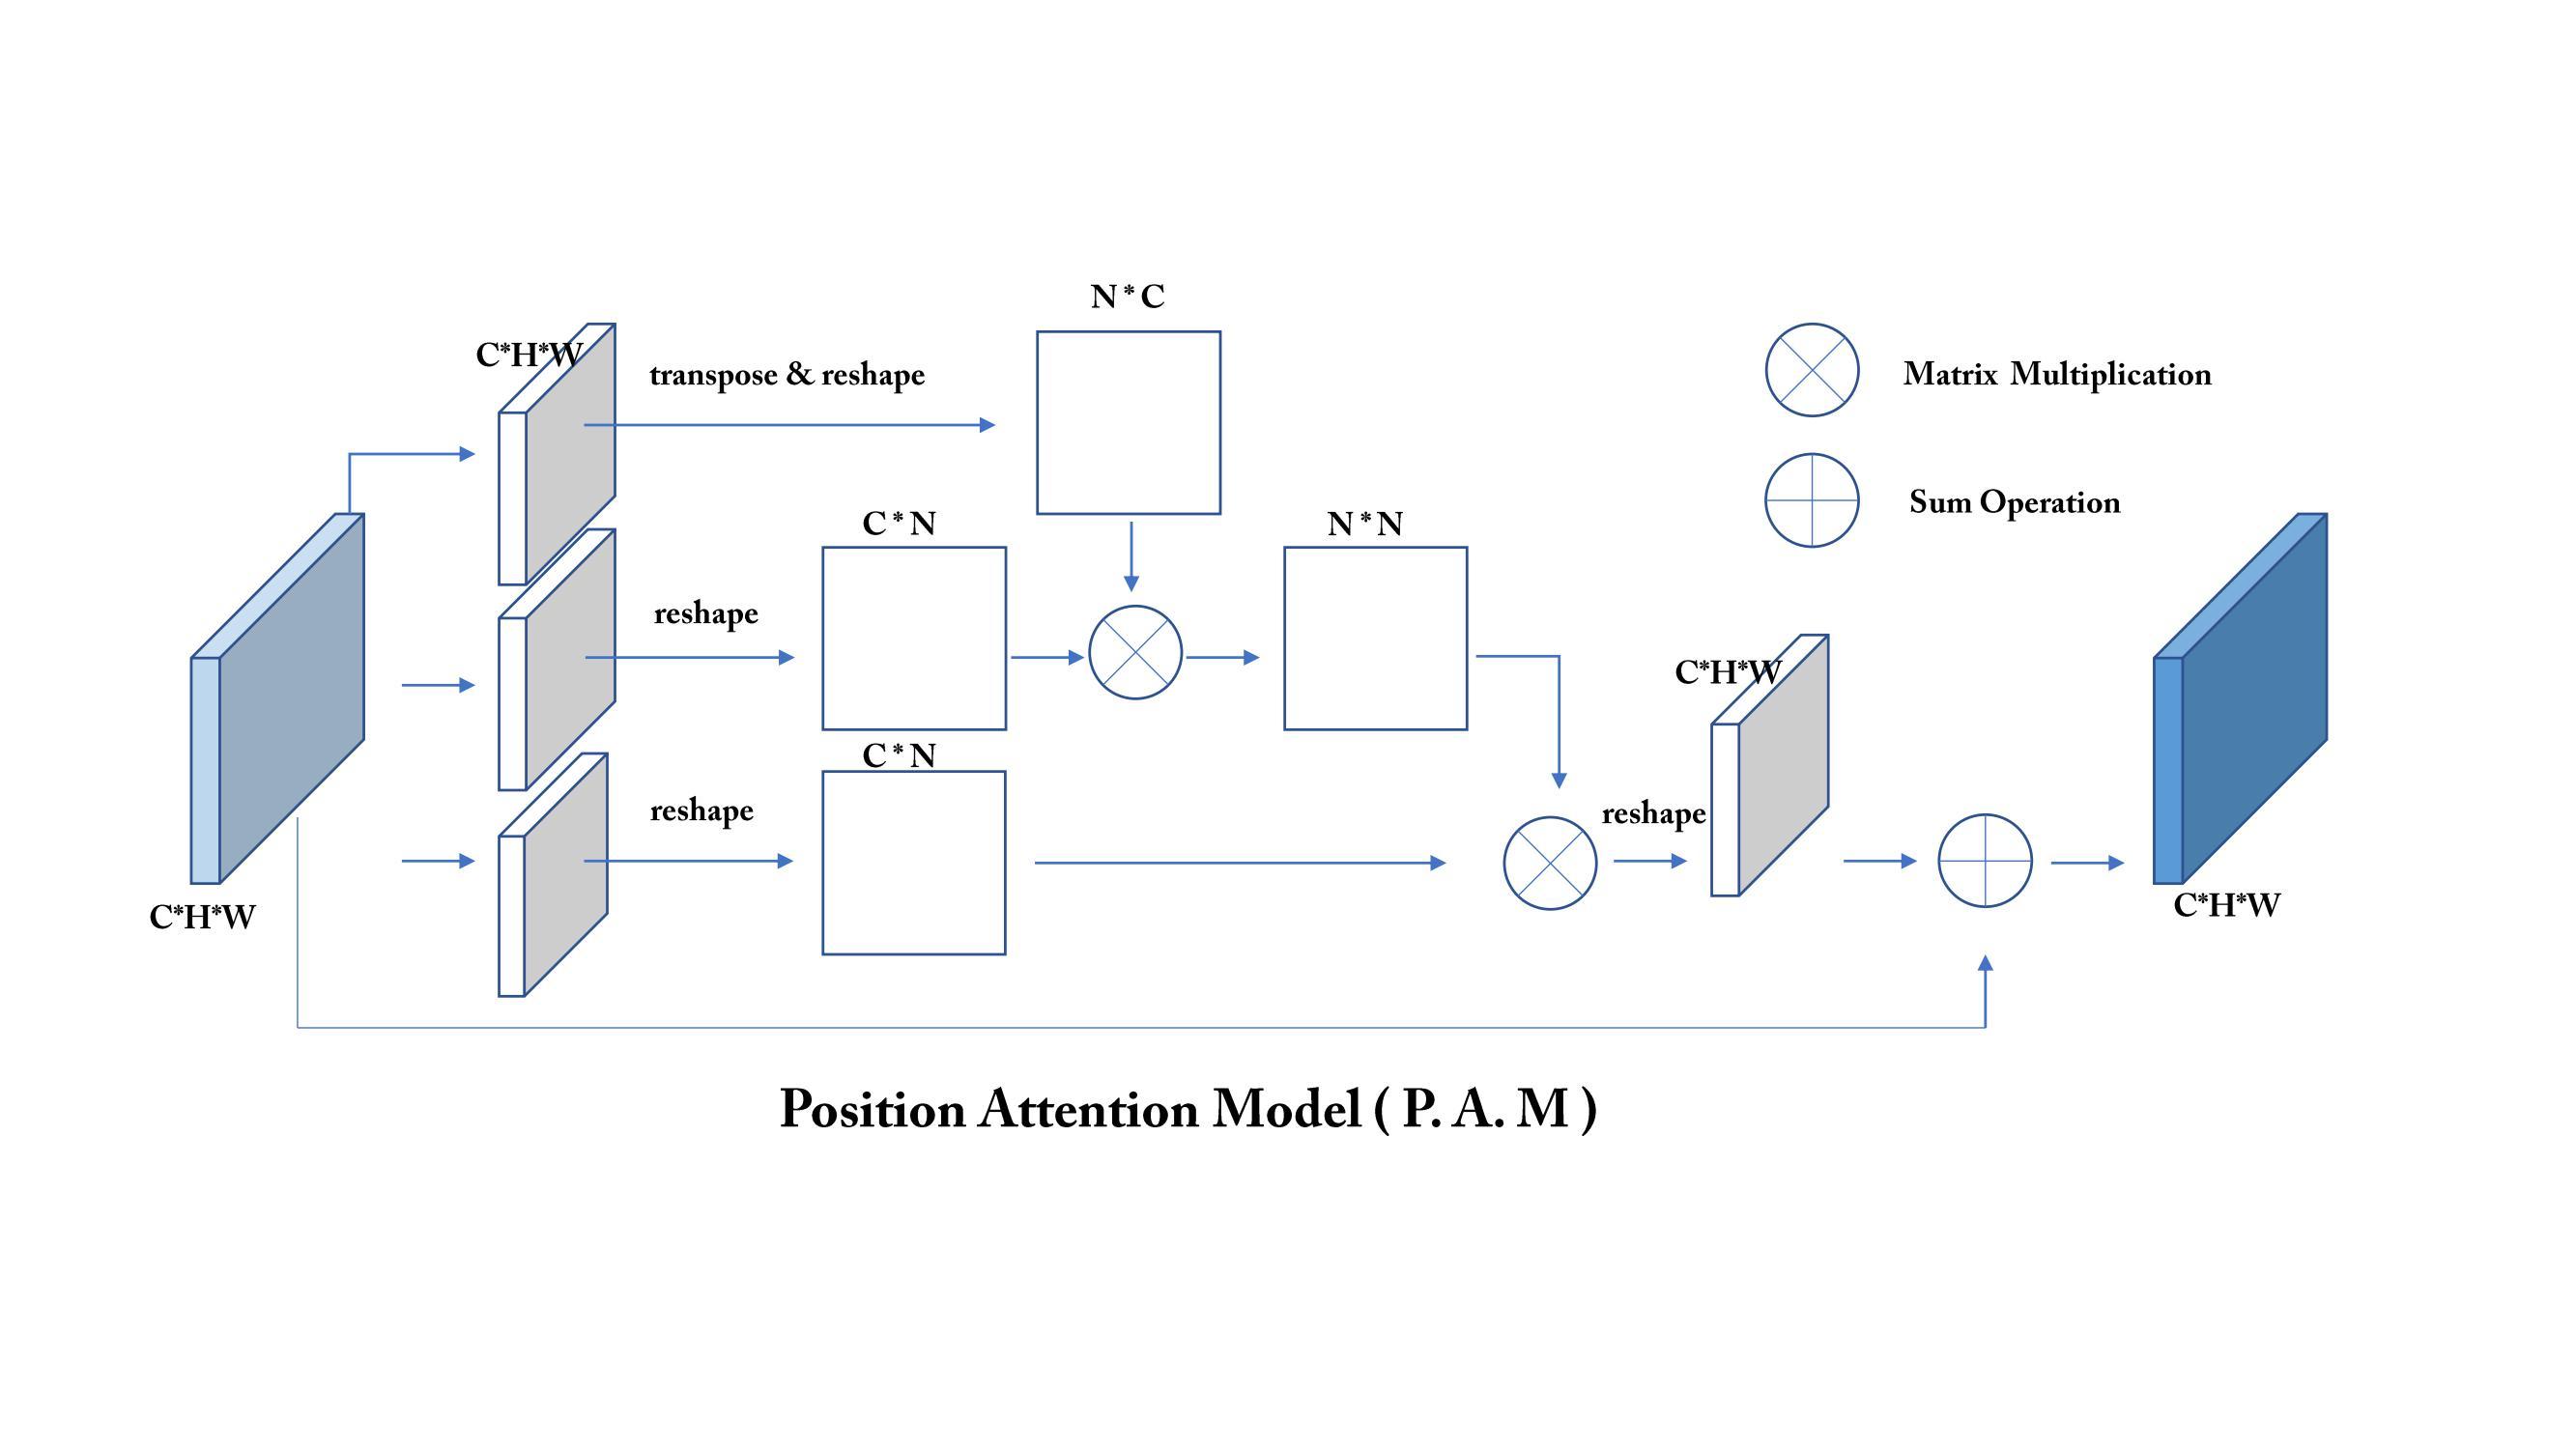 N * C
C*H*W
transpose & reshape
Matrix Multiplication
Sum Operation
C * N
N * N
reshape
C*H*W
C * N
reshape
reshape
C*H*W
C*H*W
Position Attention Model ( P. A. M )